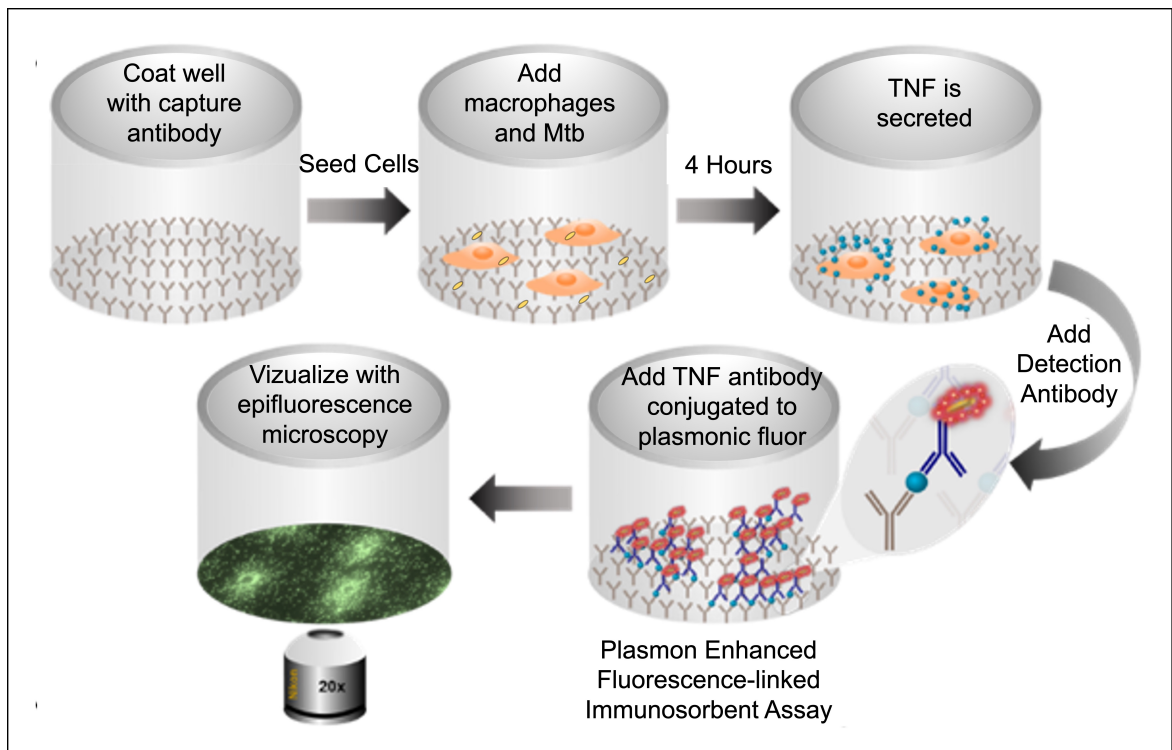 Coat well
with capture
antibody
Seed Cells
Add
macrophages
and Mtb
4 Hours
TNF is
secreted
Add
Detection
Antibody
Add TNF antibody
conjugated to
plasmonic fluor
Plasmon Enhanced
Fluorescence-linked
Immunosorbent Assay
Vizualize with
epifluorescence
microscopy
Nikon
20x